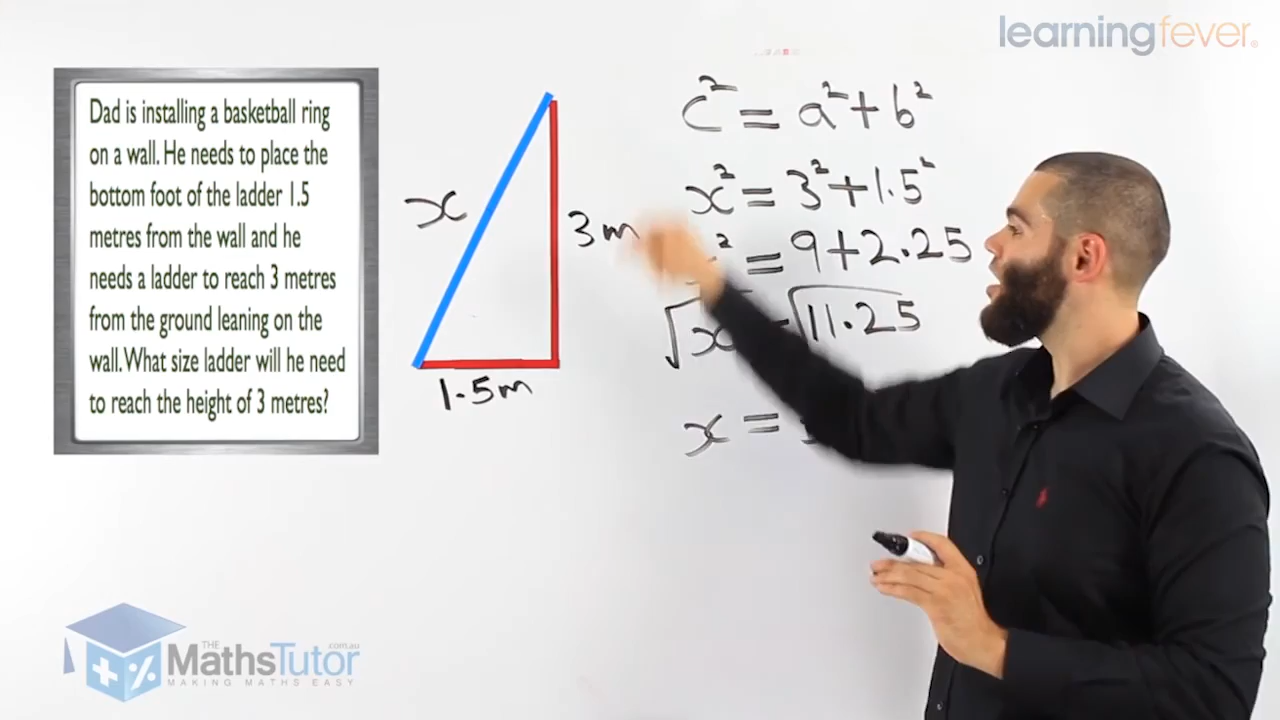 learningfever.
Dad is installing a basketball ring
on a wall. He needs to place the
bottom foot of the ladder 1.5
metres from the wall and he
needs a ladder to reach 3 metres
from the ground leaning on the
wall. What size ladder will he need
to reach the height of 3 metres?
x
3m
1.5m
c² = a² + b²
x² = 3² + 1.5²
² = 9 + 2.25
√x = √11.25
x =
THE
MathsTutor
.com.au
MAKING MATHS EASY